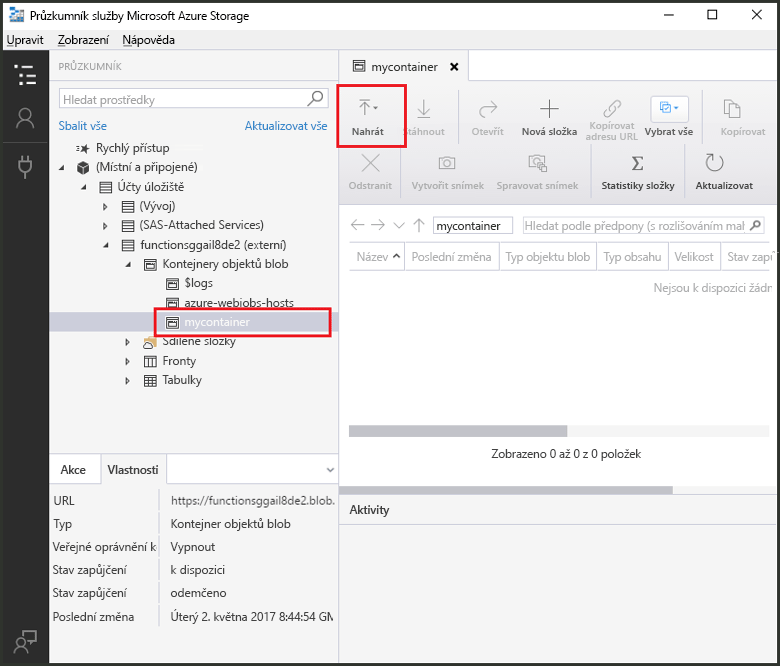 Průzkumník služby Microsoft Azure Storage
Upravit Zobrazení Nápověda
PRŮZKUMNÍK
Hledat prostředky
Sbalit vše Aktualizovat vše
Rychlý přístup
(Místní a připojené)
Účty úložiště
(Vývoj)
(SAS-Attached Services)
functionsggail8de2 (externí)
Kontejnery objektů blob
$logs
azure-webjobs-hosts
mycontainer
Sdílené složky
Fronty
Tabulky
Akce Vlastnosti
URL https://functionsggail8de2.blob.
Typ Kontejner objektů blob
Veřejné oprávnění k Vypnout
Stav zapůjčení k dispozici
Stav zapůjčení odemčeno
Poslední změna Úterý 2. května 2017 8:44:54 GM
mycontainer
Nahrát Stáhnout Otevřít Nová složka Kopírovat adresu URL Vybrat vše Kopírovat
Odstranit Vytvořit snímek Spravovat snímek Statistiky složky Aktualizovat
mycontainer Hledat podle předpony (s rozlišováním mal
Název Poslední změna Typ objektu blob Typ obsahu Velikost Stav zapů
Nejsou k dispozici žádn
Zobrazeno 0 až 0 z 0 položek
Aktivity